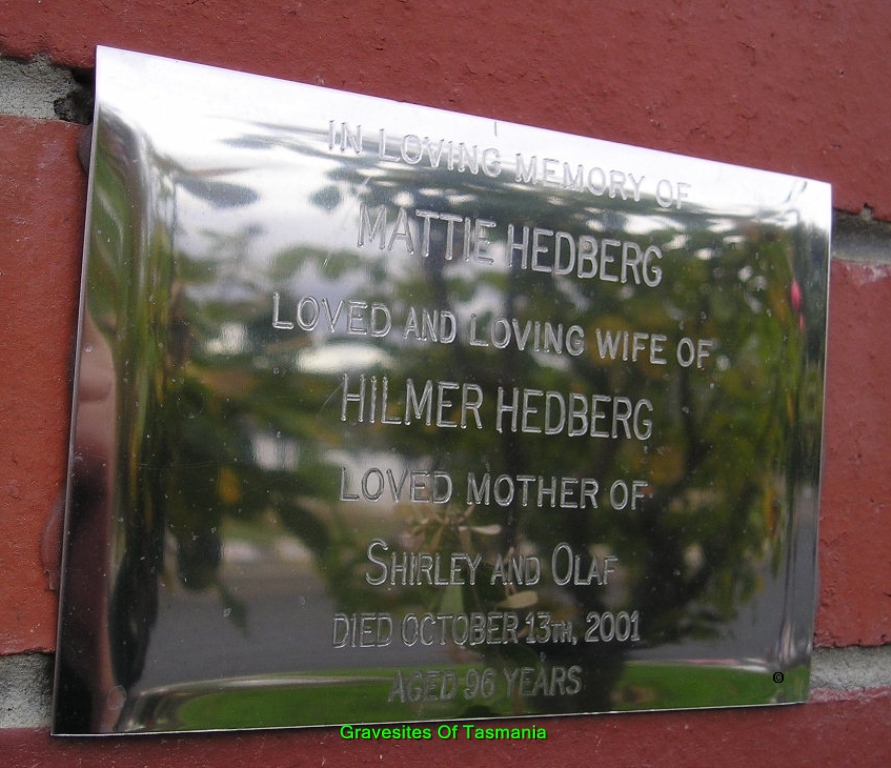 IN LOVING MEMORY OF
MATTIE HEDBERG
LOVED AND LOVING WIFE OF
HILMER HEDBERG
LOVED MOTHER OF
SHIRLEY AND OLAF
DIED OCTOBER 13TH, 2001
AGED 96 YEARS
©
Gravesites Of Tasmania